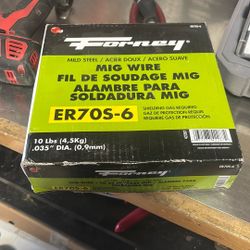 Forney
MILD STEEL / ACIER DOUX / ACERO SUAVE
MIG WIRE
FIL DE SOUDAGE MIG
ALAMBRE PARA
SOLDADURA MIG
ER70S-6
SHIELDING GAS REQUIRED
GAZ DE PROTECTION REQUIS
REQUIERE GAS DE PROTECCIÓN
10 Lbs (4,5Kg)
.035" DIA. (0,9mm)
ER70S-6